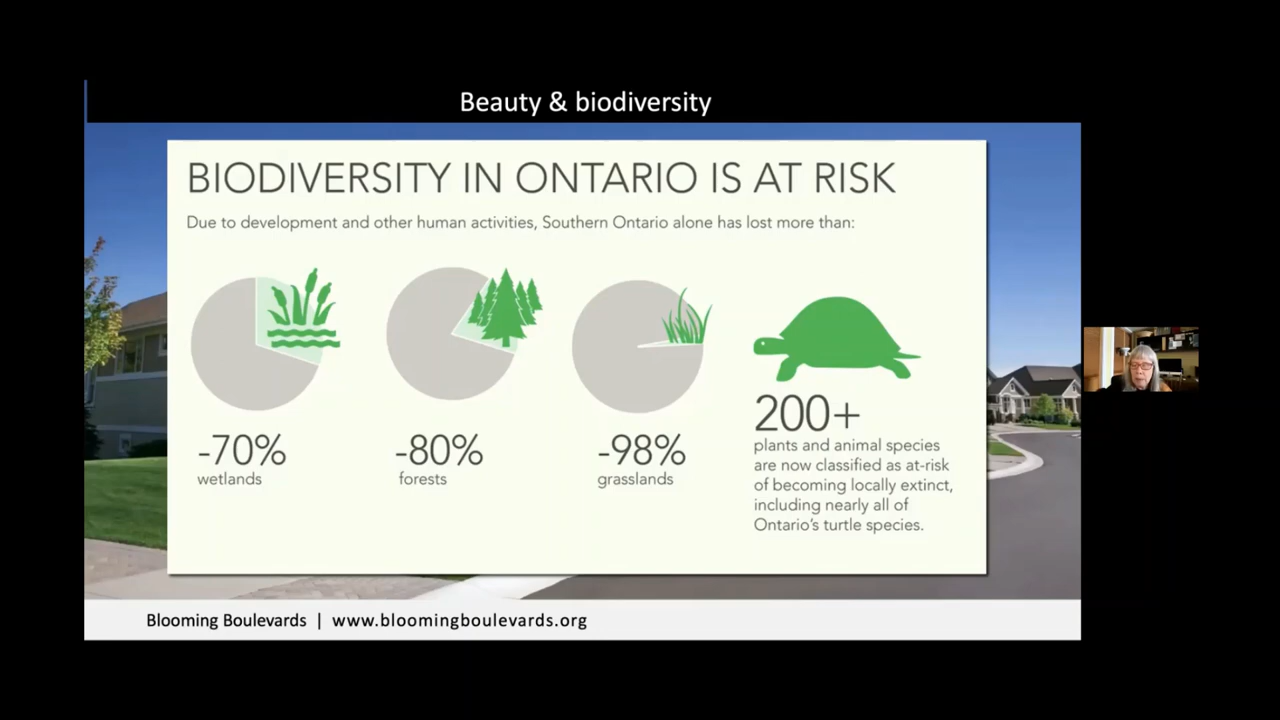 Beauty & biodiversity
BIODIVERSITY IN ONTARIO IS AT RISK
Due to development and other human activities, Southern Ontario alone has lost more than:
-70%
wetlands
-80%
forests
-98%
grasslands
200+
plants and animal species
are now classified as at-risk
of becoming locally extinct,
including nearly all of
Ontario's turtle species.
Blooming Boulevards | www.bloomingboulevards.org